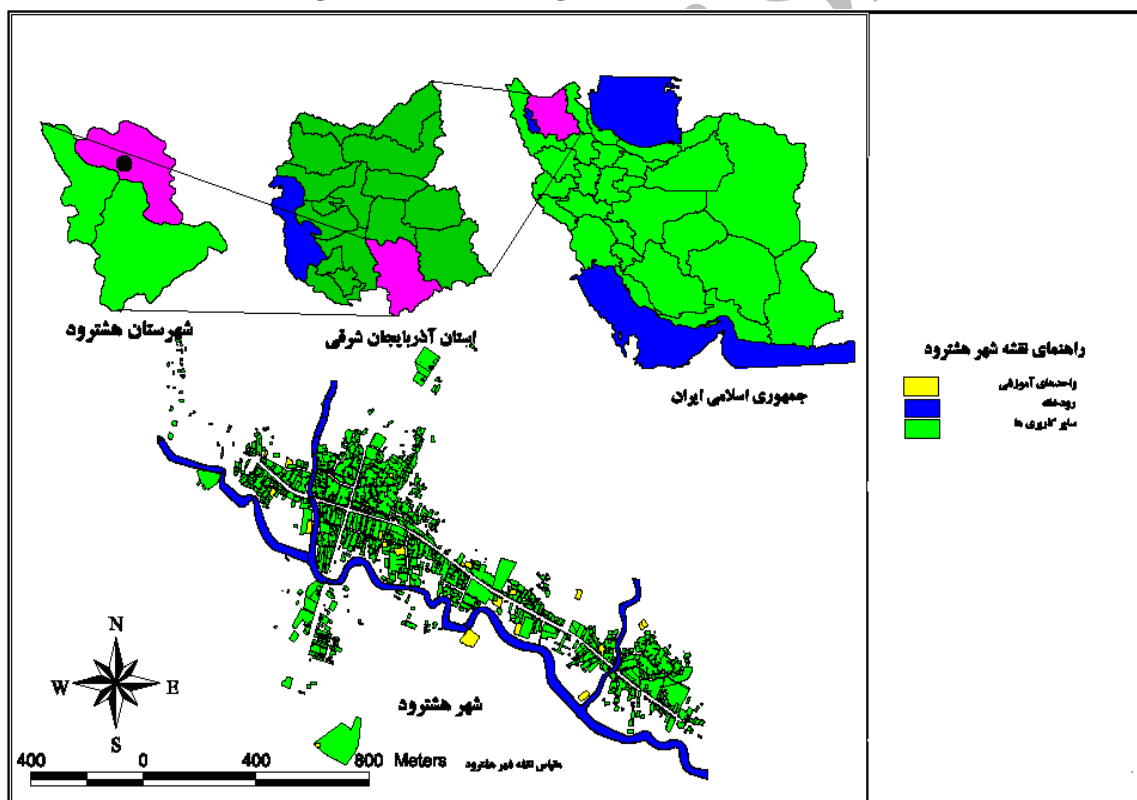 شهرستان هشترود
استان آذربایجان شرقی
جمهوری اسلامی ایران
راهنمای نقشه شهر هشترود
واحدهای آموزشی
رودخانه
سایر کاربری ها
N
W
E
S
شهر هشترود
400 0 400 800 Meters
مقیاس نقشه شهر هشترود